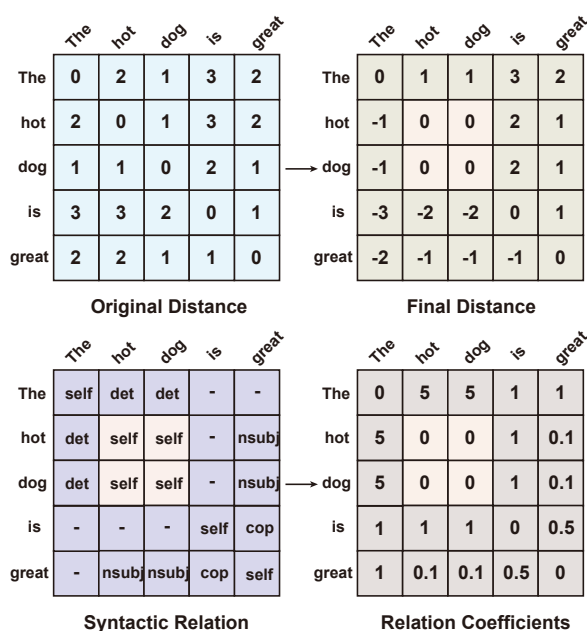 The hot dog is great The hot dog is great
The 0 2 1 3 2 The 0 1 1 3 2
hot 2 0 1 3 2 hot -1 0 0 2 1
dog 1 1 0 2 1 dog -1 0 0 2 1
is 3 3 2 0 1 is -3 -2 -2 0 1
great 2 2 1 1 0 great -2 -1 -1 -1 0
Original Distance Final Distance
The hot dog is great The hot dog is great
The self det det - - The 0 5 5 1 1
hot det self self - nsubj hot 5 0 0 1 0.1
dog det self self - nsubj dog 5 0 0 1 0.1
is - - - self cop is 1 1 1 0 0.5
great - nsubj nsubj cop self great 1 0.1 0.1 0.5 0
Syntactic Relation Relation Coefficients